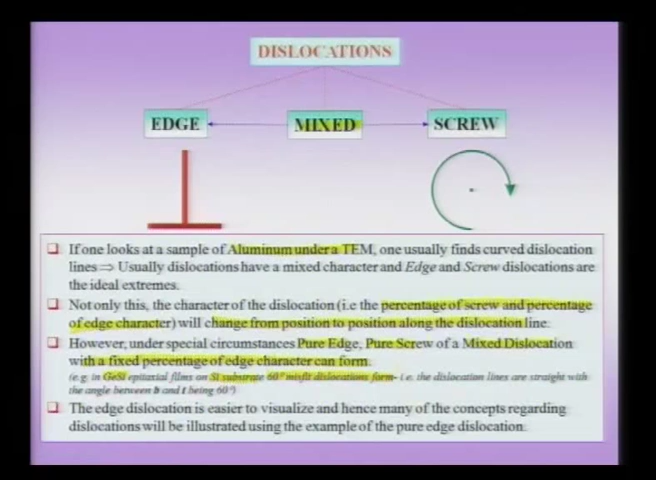 DISLOCATIONS
EDGE MIXED SCREW
❑ If one looks at a sample of Aluminum under a TEM, one usually finds curved dislocation
lines ⇒ Usually dislocations have a mixed character and Edge and Screw dislocations are
the ideal extremes.
❑ Not only this, the character of the dislocation (i.e the percentage of screw and percentage
of edge character) will change from position to position along the dislocation line.
❑ However, under special circumstances Pure Edge, Pure Screw of a Mixed Dislocation
with a fixed percentage of edge character can form.
(e.g. in GeSi epitaxial films on Si substrate 60° misfit dislocations form- i.e. the dislocation lines are straight with
the angle between b and t being 60°)
❑ The edge dislocation is easier to visualize and hence many of the concepts regarding
dislocations will be illustrated using the example of the pure edge dislocation.